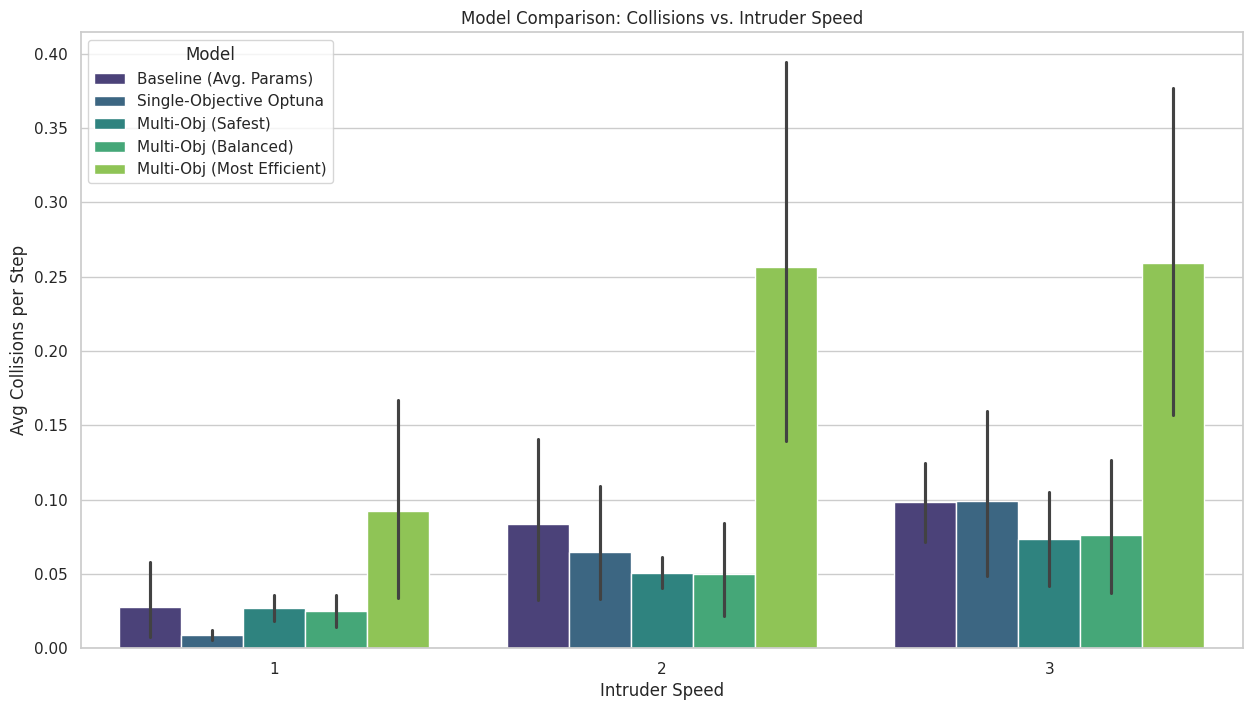 Model Comparison: Collisions vs. Intruder Speed
Model
Baseline (Avg. Params)
Single-Objective Optuna
Multi-Obj (Safest)
Multi-Obj (Balanced)
Multi-Obj (Most Efficient)
Avg Collisions per Step
0.40
0.35
0.30
0.25
0.20
0.15
0.10
0.05
0.00
1 2 3
Intruder Speed